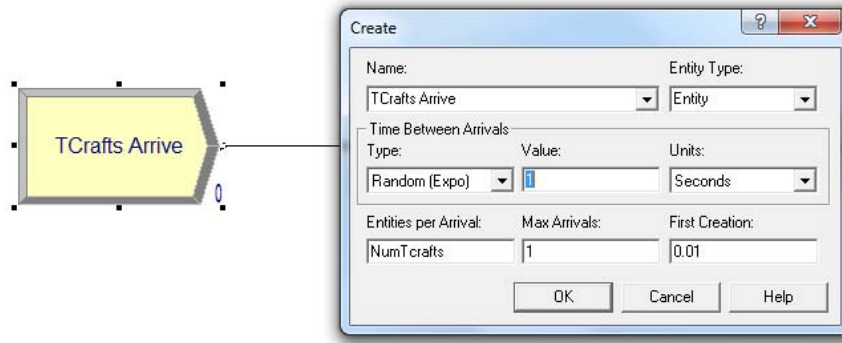 Create
Name:
Entity Type:
TCrafts Arrive
Entity
Time Between Arrivals
Type:
Value:
Units:
Random (Expo)
1
Seconds
Entities per Arrival:
Max Arrivals:
First Creation:
NumTcrafts
1
0.01
OK
Cancel
Help
TCrafts Arrive
0